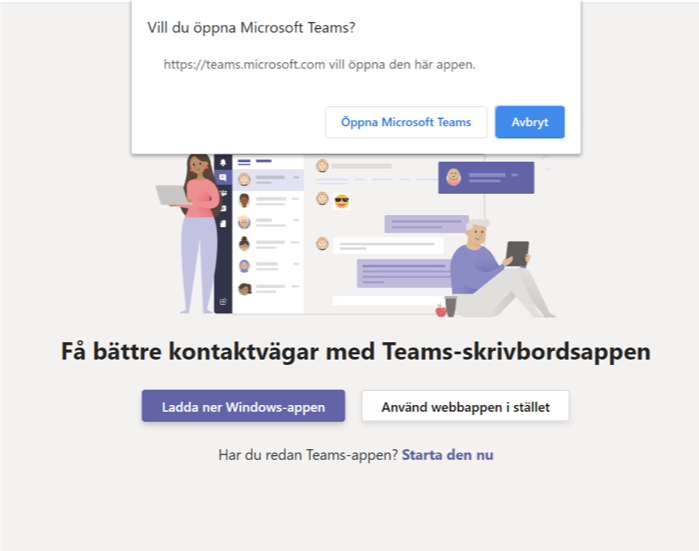 Vill du öppna Microsoft Teams?
https://teams.microsoft.com vill öppna den här appen.
Öppna Microsoft Teams
Avbryt
Få bättre kontaktvägar med Teams-skrivbordsappen
Ladda ner Windows-appen
Använd webbappen i stället
Har du redan Teams-appen? Starta den nu